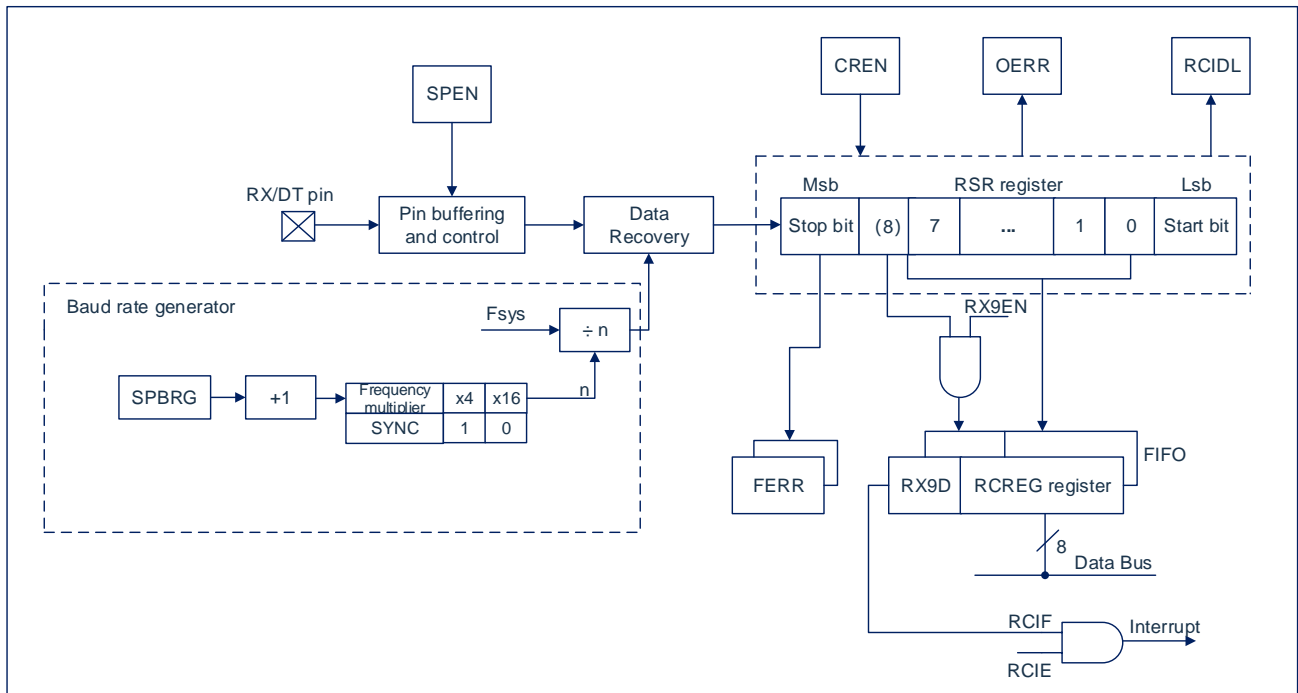 CREN
OERR
RCIDL
SPEN
RX/DT pin
Msb
RSR register
Lsb
Pin buffering
and control
Data
Recovery
Stop bit
(8)
7
...
1
0
Start bit
Baud rate generator
Fsys
÷ n
RX9EN
SPBRG
+1
Frequency
multiplier
x4
x16
n
SYNC
1
0
FERR
RX9D
RCREG register
FIFO
8
Data Bus
RCIF
Interrupt
RCIE